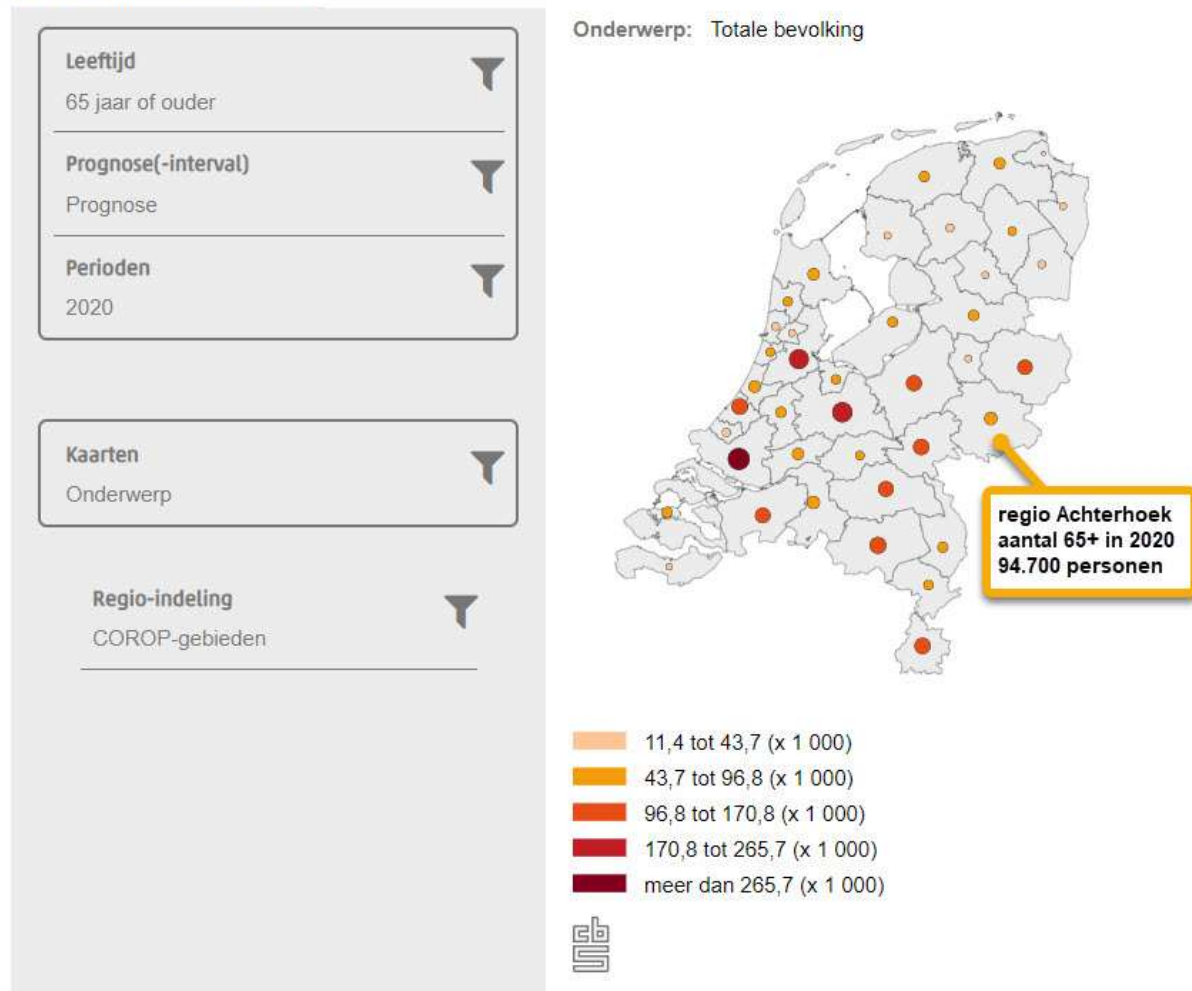 Leeftijd
65 jaar of ouder
Prognose(-interval)
Prognose
Perioden
2020
Kaarten
Onderwerp
Regio-indeling
COROP-gebieden
Onderwerp: Totale bevolking
regio Achterhoek
aantal 65+ in 2020
94.700 personen
11,4 tot 43,7 (x 1 000)
43,7 tot 96,8 (x 1 000)
96,8 tot 170,8 (x 1 000)
170,8 tot 265,7 (x 1 000)
meer dan 265,7 (x 1 000)
cbs